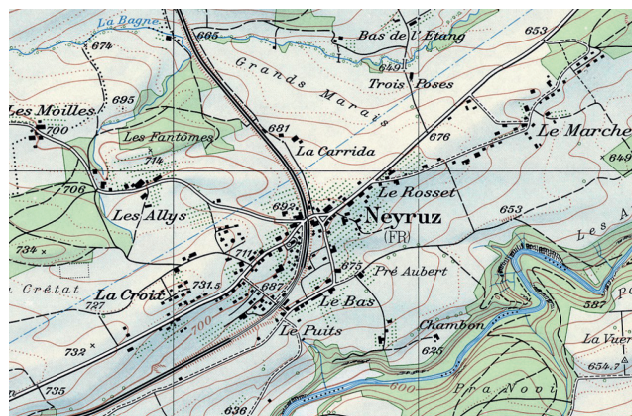 La Bagne
665
Bas de l'Etang
653
674
Grands Marais
649
Trois Poses
Les Moilles
695
700
Les Fantômes
681
676
Le Marche
La Carrida
714
649
706
Le Rosset
692
Neyruz
653
Les Allys
(FR)
711
734
675
Pré Aubert
Crétat
731.5
687
La Croix
Le Bas
587
727
700
Le Puits
Chambon
La Vuer
732
625
654.7
600
Pra Novi
735
636